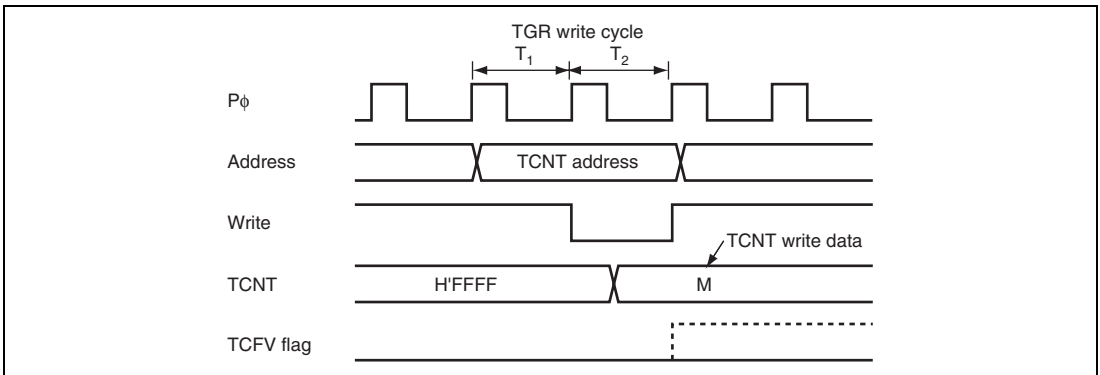 TGR write cycle
T1 T2
Pϕ
Address TCNT address
Write
TCNT write data
TCNT H'FFFF M
TCFV flag